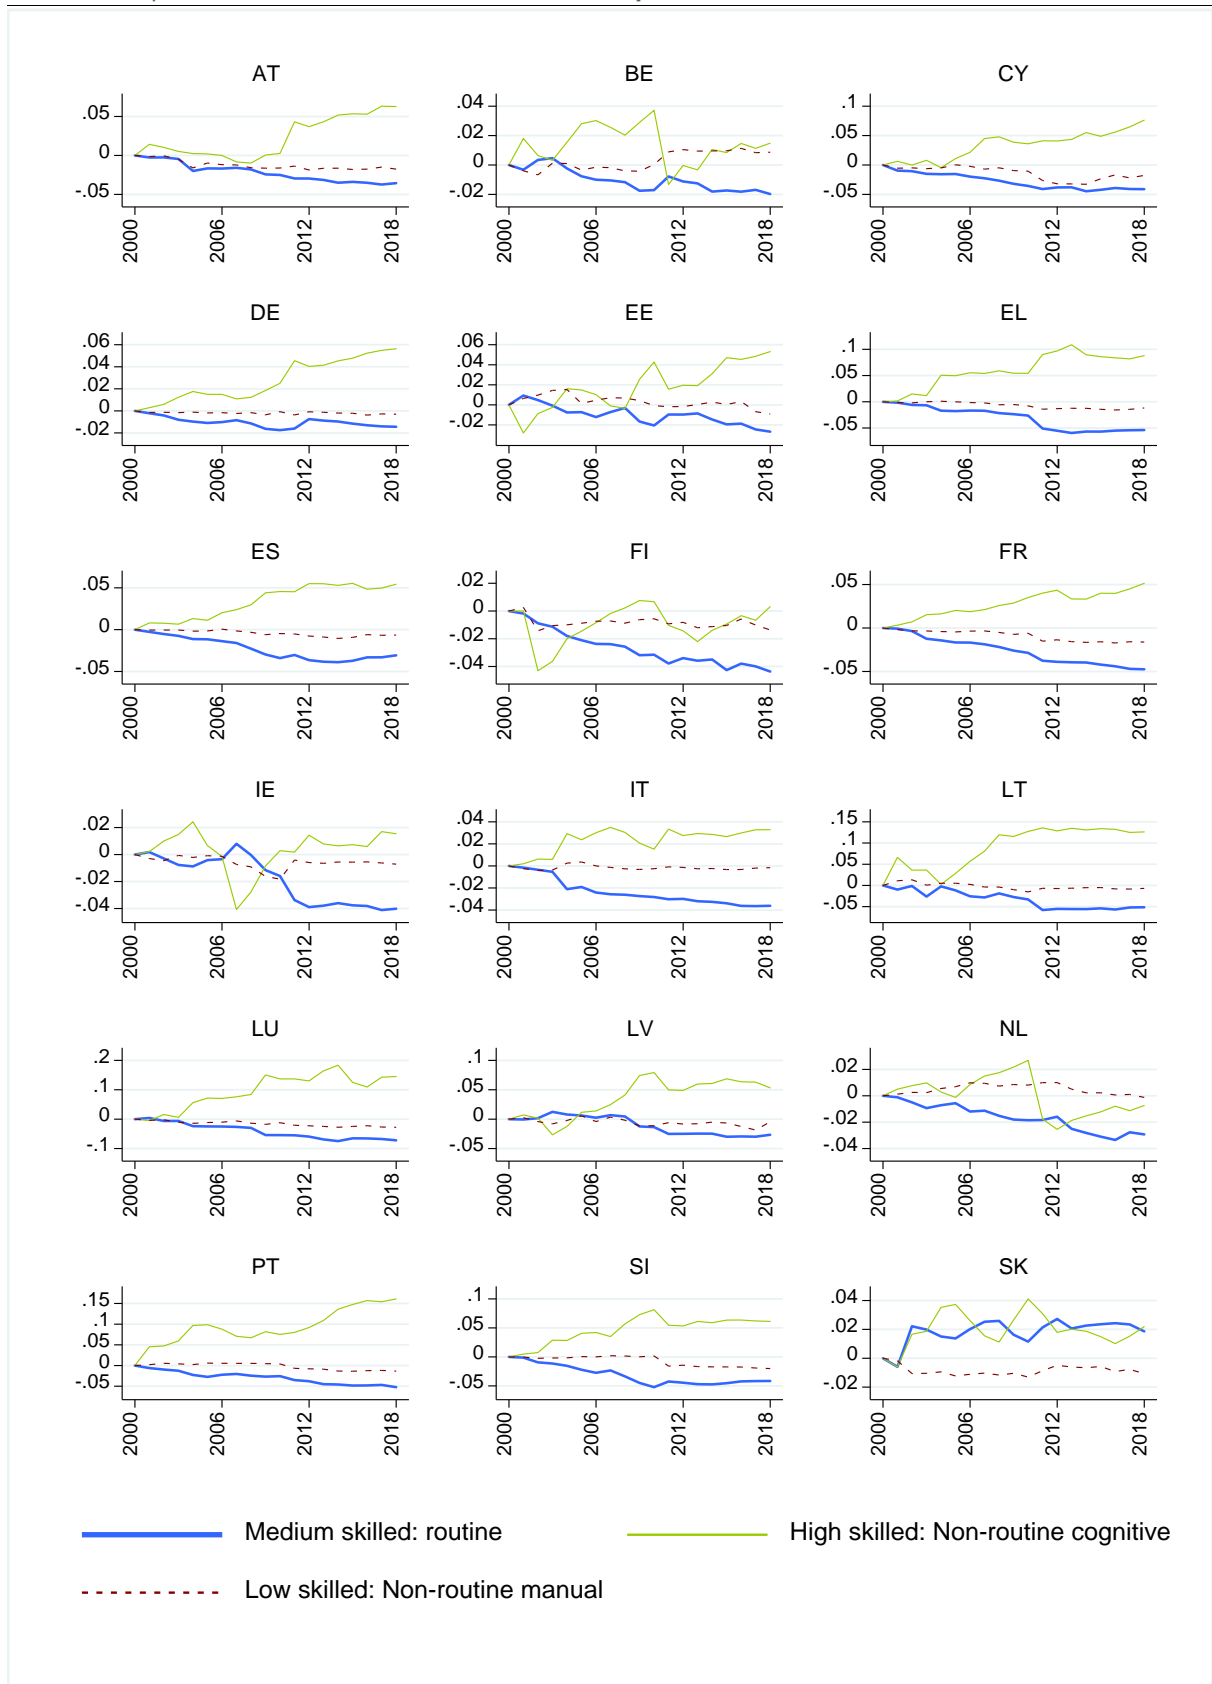 AT BE CY
.05 0 -.05 .04 .02 0 -.02 .1 .05 0 -.05
2000 2006 2012 2018 2000 2006 2012 2018 2000 2006 2012 2018
DE EE EL
.06 .04 .02 0 -.02 .06 .04 .02 0 -.02 .1 .05 0 -.05
2000 2006 2012 2018 2000 2006 2012 2018 2000 2006 2012 2018
ES FI FR
.05 0 -.05 .02 0 -.02 -.04 .05 0 -.05
2000 2006 2012 2018 2000 2006 2012 2018 2000 2006 2012 2018
IE IT LT
.02 0 -.02 -.04 .04 .02 0 -.02 -.04 .15 .1 .05 0 -.05
2000 2006 2012 2018 2000 2006 2012 2018 2000 2006 2012 2018
LU LV NL
.2 .1 0 -.1 .1 .05 0 -.05 .02 0 -.02 -.04
2000 2006 2012 2018 2000 2006 2012 2018 2000 2006 2012 2018
PT SI SK
.15 .1 .05 0 -.05 .1 .05 0 -.05 .04 .02 0 -.02
2000 2006 2012 2018 2000 2006 2012 2018 2000 2006 2012 2018
Medium skilled: routine High skilled: Non-routine cognitive
Low skilled: Non-routine manual